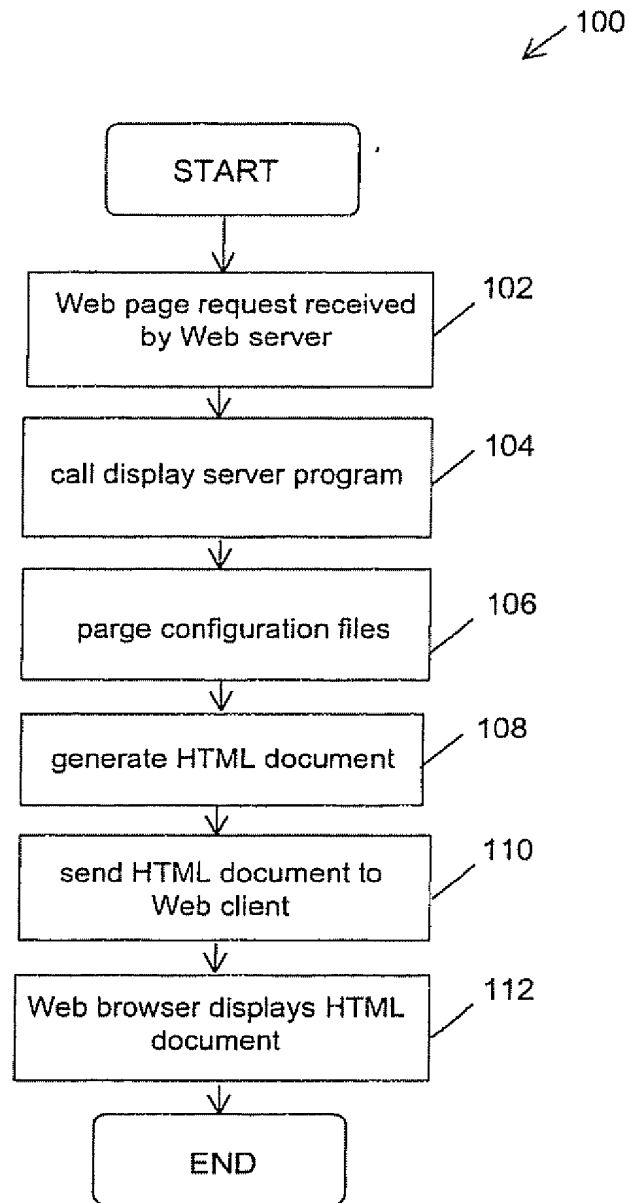 100
START
Web page request received
by Web server
102
call display server program
104
parge configuration files
106
generate HTML document
108
send HTML document to
Web client
110
Web browser displays HTML
document
112
END